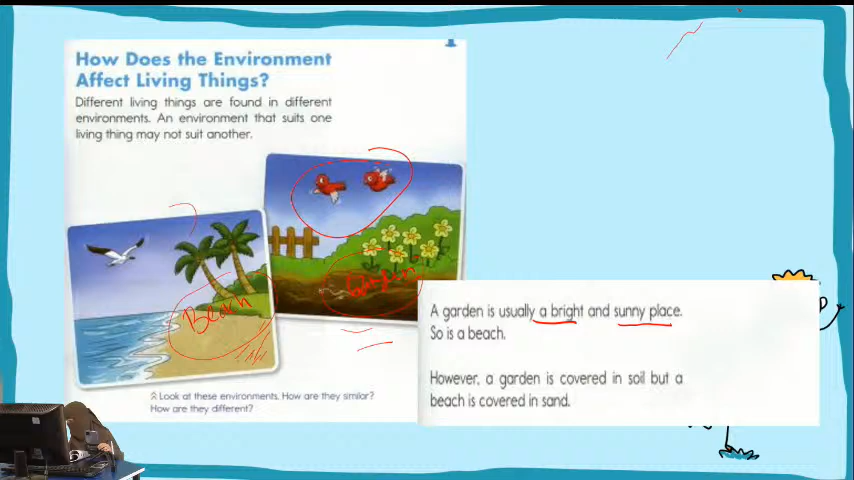 How Does the Environment
Affect Living Things?
Different living things are found in different
environments. An environment that suits one
living thing may not suit another.
Beach
Garden
A garden is usually a bright and sunny place.
So is a beach.
However, a garden is covered in soil but a
beach is covered in sand.
Look at these environments. How are they similar?
How are they different?